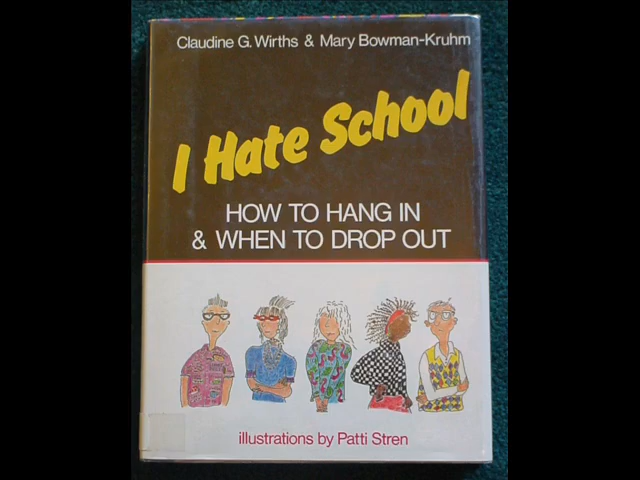 Claudine G. Wirths & Mary Bowman-Kruhm
I Hate School
HOW TO HANG IN
& WHEN TO DROP OUT
illustrations by Patti Stren